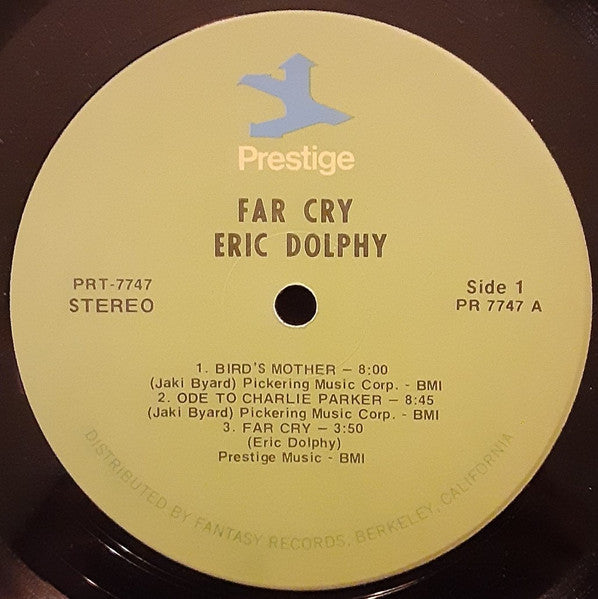 Prestige
FAR CRY
ERIC DOLPHY
PRT-7747
STEREO
Side 1
PR 7747 A
1. BIRD'S MOTHER – 8:00
(Jaki Byard) Pickering Music Corp. - BMI
2. ODE TO CHARLIE PARKER – 8:45
(Jaki Byard) Pickering Music Corp. - BMI
3. FAR CRY – 3:50
(Eric Dolphy)
Prestige Music - BMI
DISTRIBUTED BY FANTASY RECORDS, BERKELEY, CALIFORNIA